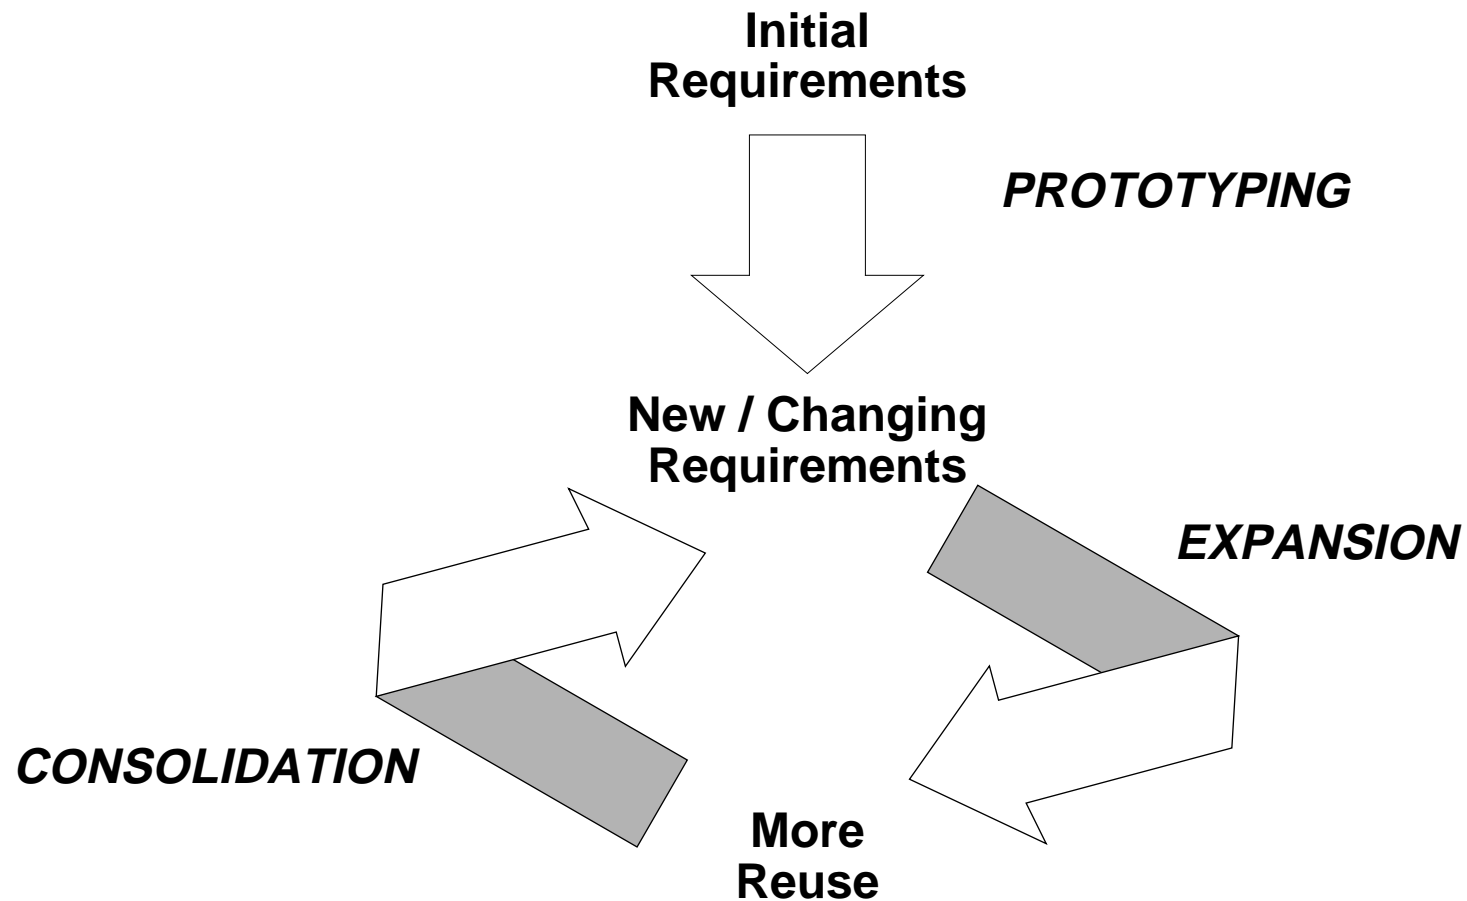 Initial
Requirements
PROTOTYPING
New / Changing
Requirements
EXPANSION
CONSOLIDATION
More
Reuse